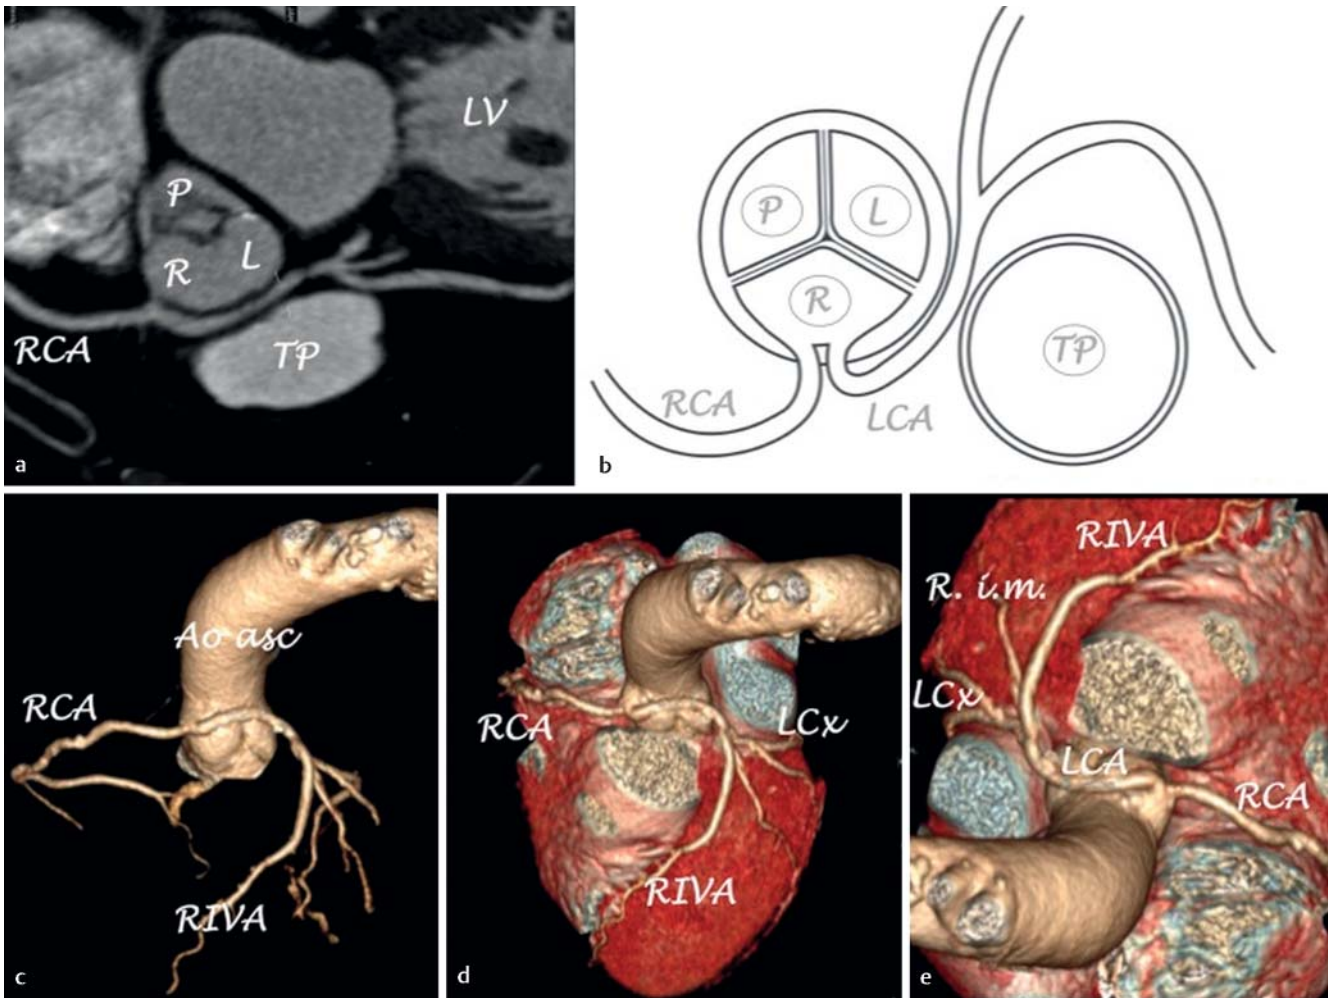 LV
P
R
L
RCA
TP
a
P
L
R
TP
RCA
LCA
b
Ao asc
RCA
RIVA
c
RCA
LCx
RIVA
d
RIVA
R. i.m.
LCx
LCA
RCA
e